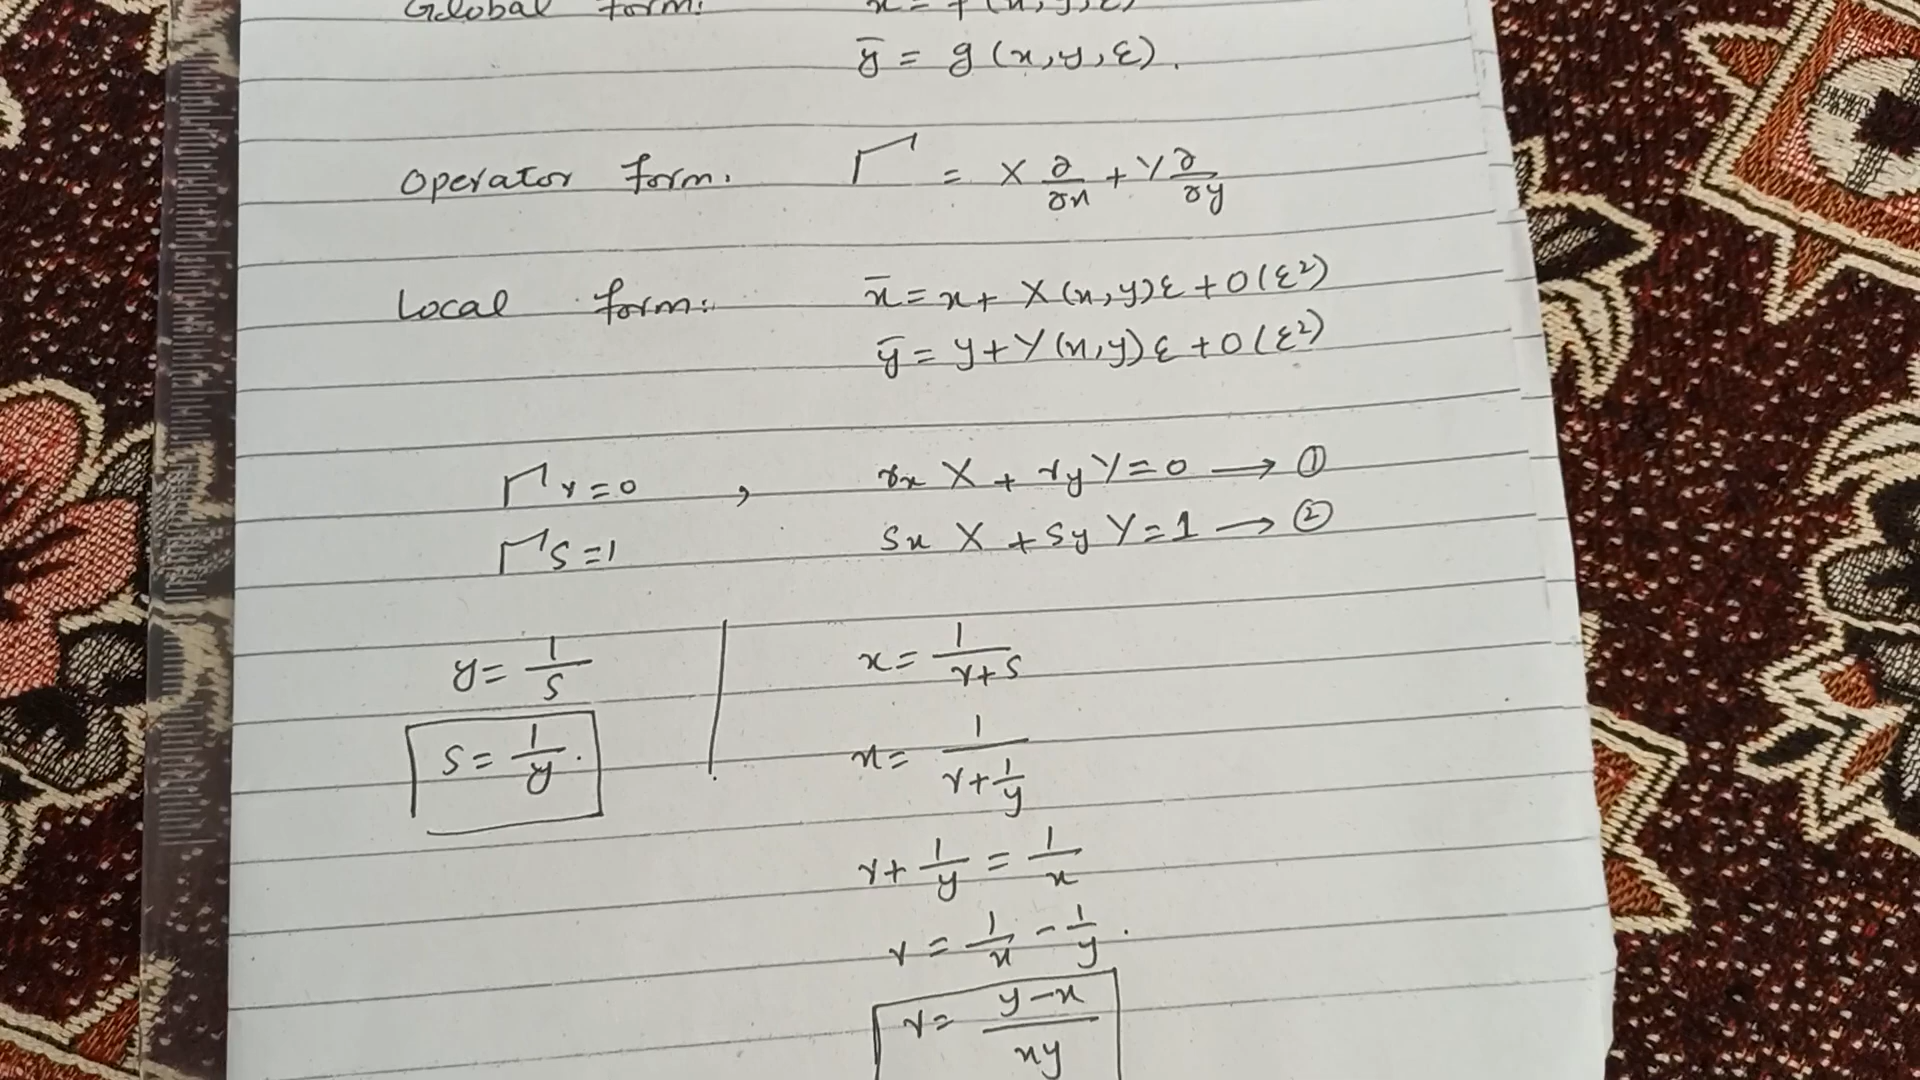 Global form: x̄ = f(x,y,ε)
ȳ = g(x,y,ε).
Operator form. Γ = X ∂/∂x + Y ∂/∂y
Local form: x̄ = x + X(x,y)ε + O(ε²)
ȳ = y + Y(x,y)ε + O(ε²)
Γr=0 , rx X + ry Y = 0 → ①
Γs=1 sx X + sy Y = 1 → ②
y = 1/s x = 1/(r+s)
s = 1/y. x = 1/(r+1/y)
r + 1/y = 1/x
r = 1/x - 1/y.
r = (y-x)/(xy)